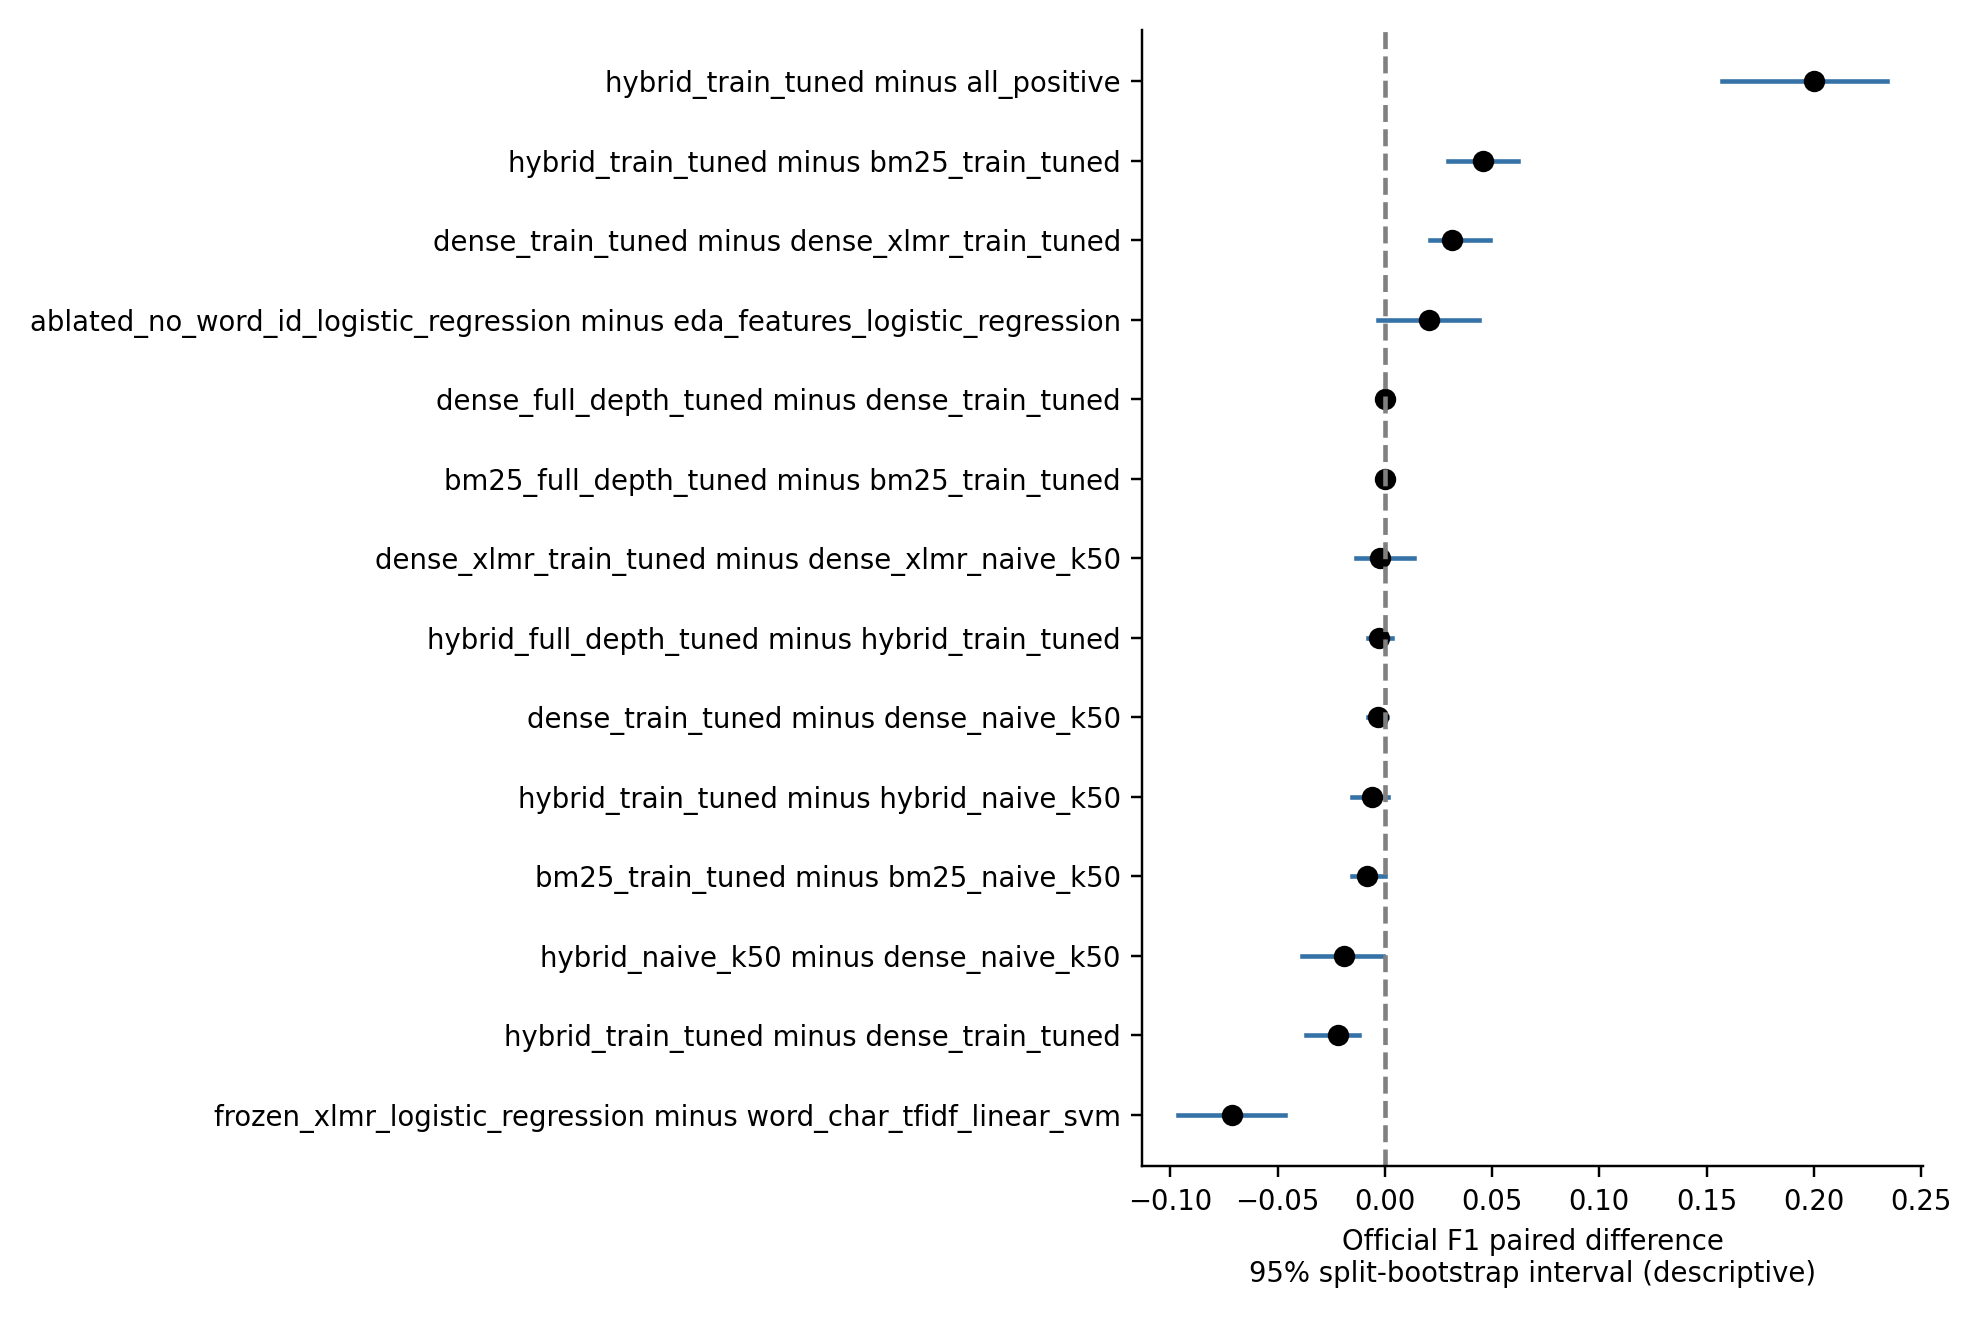 hybrid_train_tuned minus all_positive
hybrid_train_tuned minus bm25_train_tuned
dense_train_tuned minus dense_xlmr_train_tuned
ablated_no_word_id_logistic_regression minus eda_features_logistic_regression
dense_full_depth_tuned minus dense_train_tuned
bm25_full_depth_tuned minus bm25_train_tuned
dense_xlmr_train_tuned minus dense_xlmr_naive_k50
hybrid_full_depth_tuned minus hybrid_train_tuned
dense_train_tuned minus dense_naive_k50
hybrid_train_tuned minus hybrid_naive_k50
bm25_train_tuned minus bm25_naive_k50
hybrid_naive_k50 minus dense_naive_k50
hybrid_train_tuned minus dense_train_tuned
frozen_xlmr_logistic_regression minus word_char_tfidf_linear_svm
−0.10 −0.05 0.00 0.05 0.10 0.15 0.20 0.25
Official F1 paired difference
95% split-bootstrap interval (descriptive)